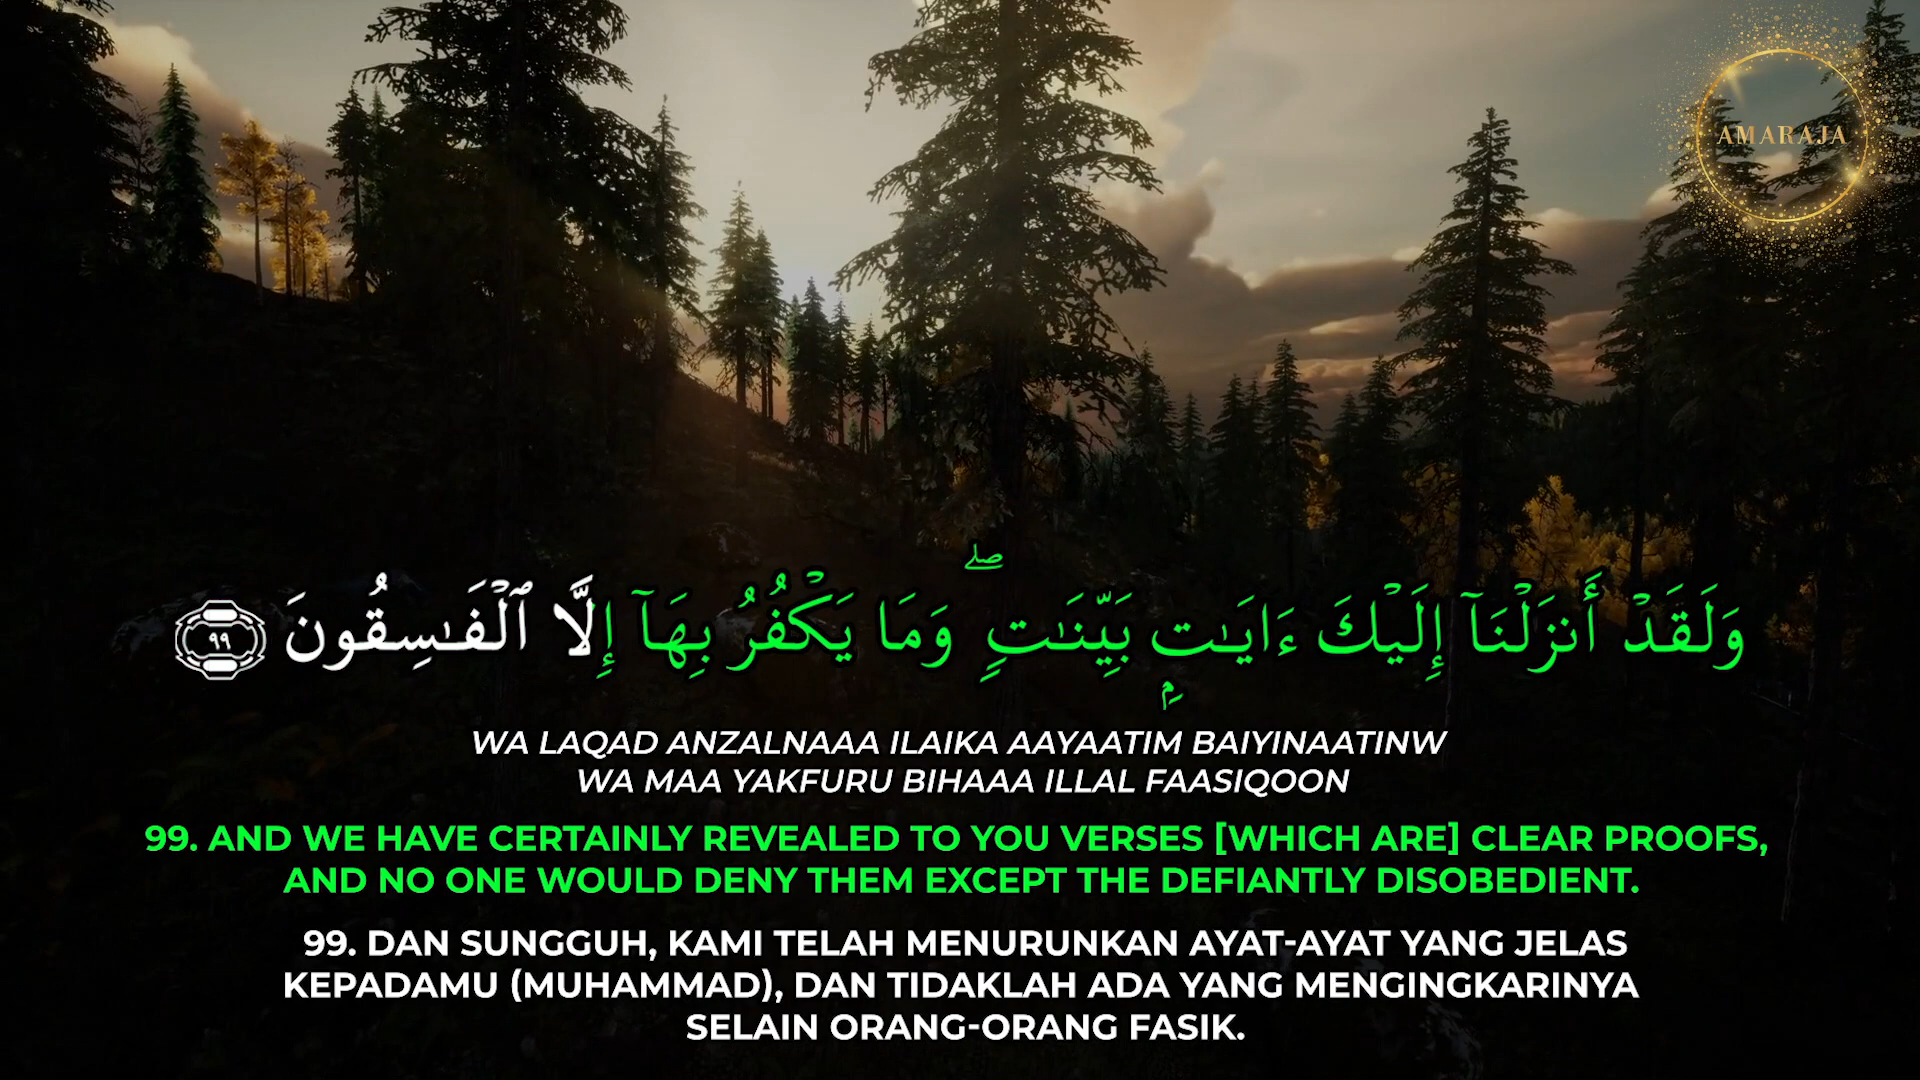 AMARAJA
وَلَقَدْ أَنزَلْنَآ إِلَيْكَ ءَايَـٰتٍۭ بَيِّنَـٰتٍ ۖ وَمَا يَكْفُرُ بِهَآ إِلَّا ٱلْفَـٰسِقُونَ ٩٩
WA LAQAD ANZALNAAA ILAIKA AAYAATIM BAIYINAATINW
WA MAA YAKFURU BIHAAA ILLAL FAASIQOON
99. AND WE HAVE CERTAINLY REVEALED TO YOU VERSES [WHICH ARE] CLEAR PROOFS,
AND NO ONE WOULD DENY THEM EXCEPT THE DEFIANTLY DISOBEDIENT.
99. DAN SUNGGUH, KAMI TELAH MENURUNKAN AYAT-AYAT YANG JELAS
KEPADAMU (MUHAMMAD), DAN TIDAKLAH ADA YANG MENGINGKARINYA
SELAIN ORANG-ORANG FASIK.